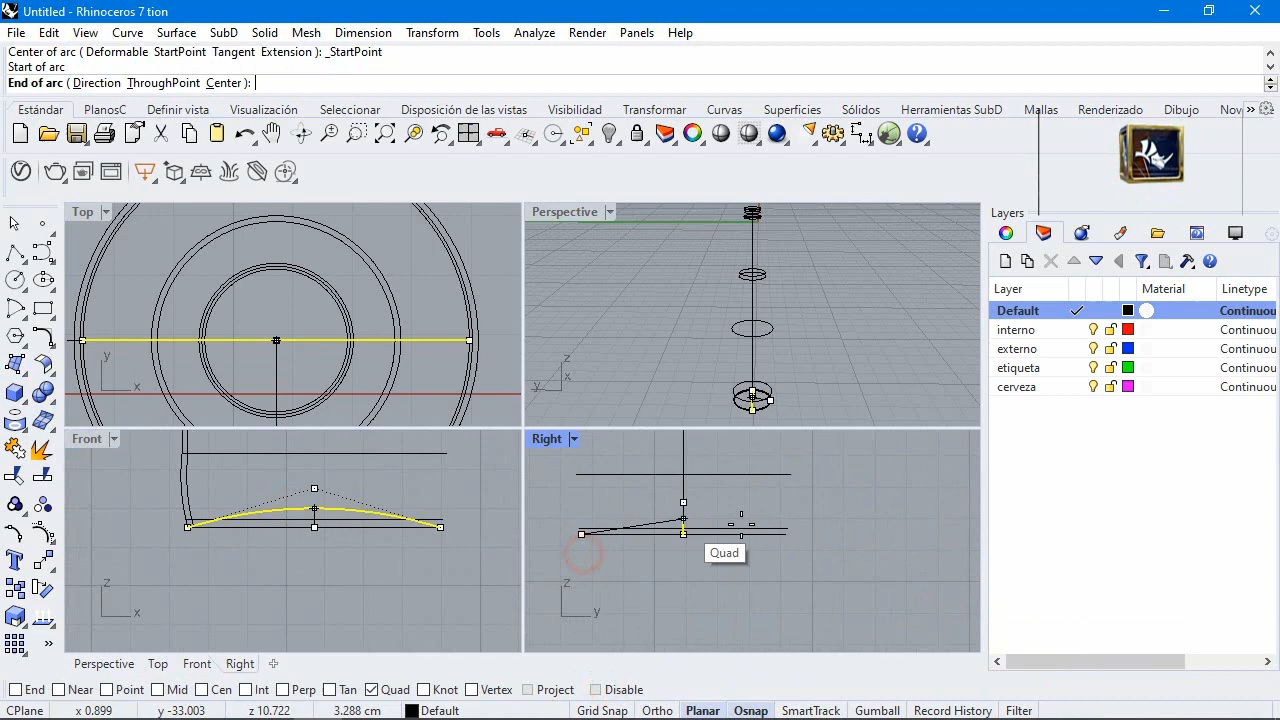 Untitled - Rhinoceros 7 tion
File Edit View Curve Surface SubD Solid Mesh Dimension Transform Tools Analyze Render Panels Help
Center of arc ( Deformable StartPoint Tangent Extension ): _StartPoint
Start of arc
End of arc ( Direction ThroughPoint Center ):
Estándar PlanosC Definir vista Visualización Seleccionar Disposición de las vistas Visibilidad Transformar Curvas Superficies Sólidos Herramientas SubD Mallas Renderizado Dibujo Nov
Top Perspective
Layers
Layer Material Linetype
Default Continuou
interno Continuou
externo Continuou
etiqueta Continuou
cerveza Continuou
y x
z x y
Front Right
Quad
z x
z y
Perspective Top Front Right
End Near Point Mid Cen Int Perp Tan Quad Knot Vertex Project Disable
CPlane x 0.899 y -33.003 z 10.722 3.288 cm Default Grid Snap Ortho Planar Osnap SmartTrack Gumball Record History Filter